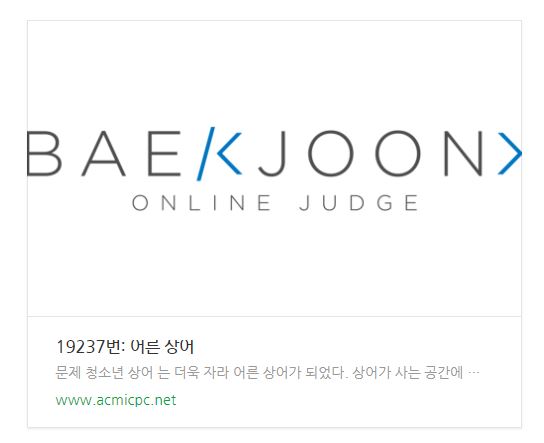 BAEKJOON
ONLINE JUDGE
19237번: 어른 상어
문제 청소년 상어 는 더욱 자라 어른 상어가 되었다. 상어가 사는 공간에 …
www.acmicpc.net